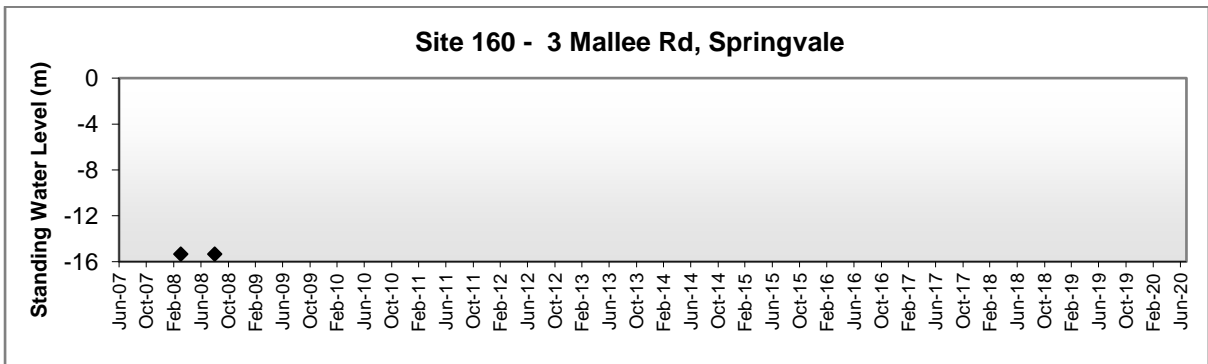 Site 160 - 3 Mallee Rd, Springvale
Standing Water Level (m)
0
-4
-8
-12
-16
Jun-07
Oct-07
Feb-08
Jun-08
Oct-08
Feb-09
Jun-09
Oct-09
Feb-10
Jun-10
Oct-10
Feb-11
Jun-11
Oct-11
Feb-12
Jun-12
Oct-12
Feb-13
Jun-13
Oct-13
Feb-14
Jun-14
Oct-14
Feb-15
Jun-15
Oct-15
Feb-16
Jun-16
Oct-16
Feb-17
Jun-17
Oct-17
Feb-18
Jun-18
Oct-18
Feb-19
Jun-19
Oct-19
Feb-20
Jun-20